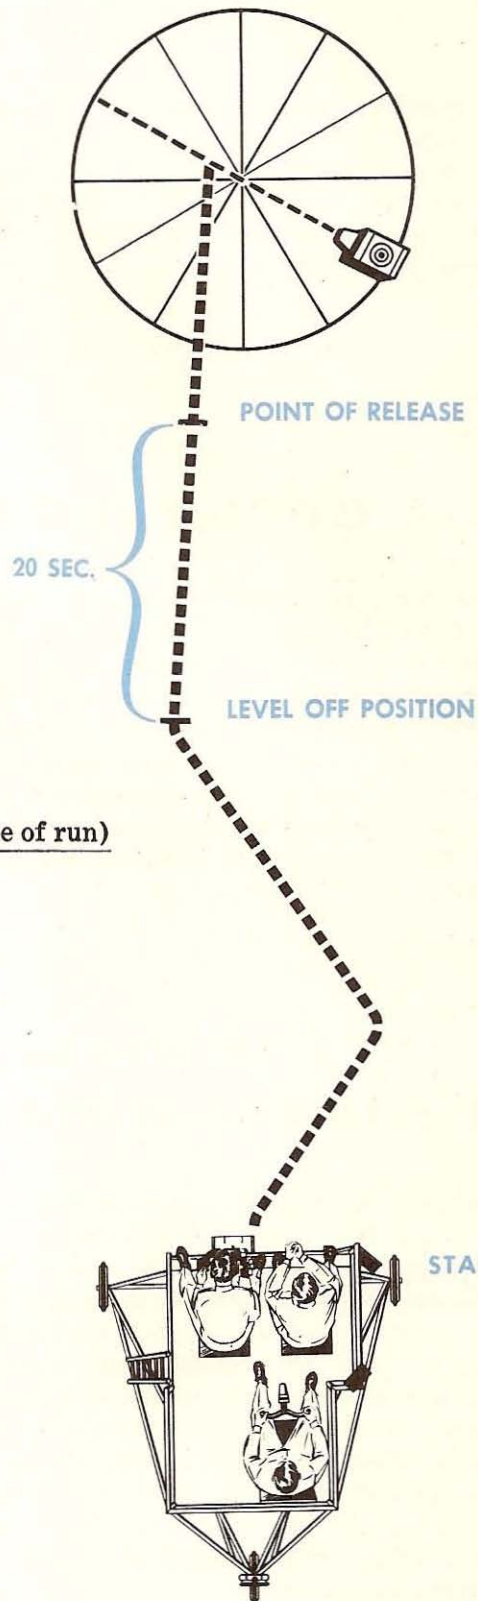 POINT OF RELEASE
20 SEC.
LEVEL OFF POSITION
e of run)
STA